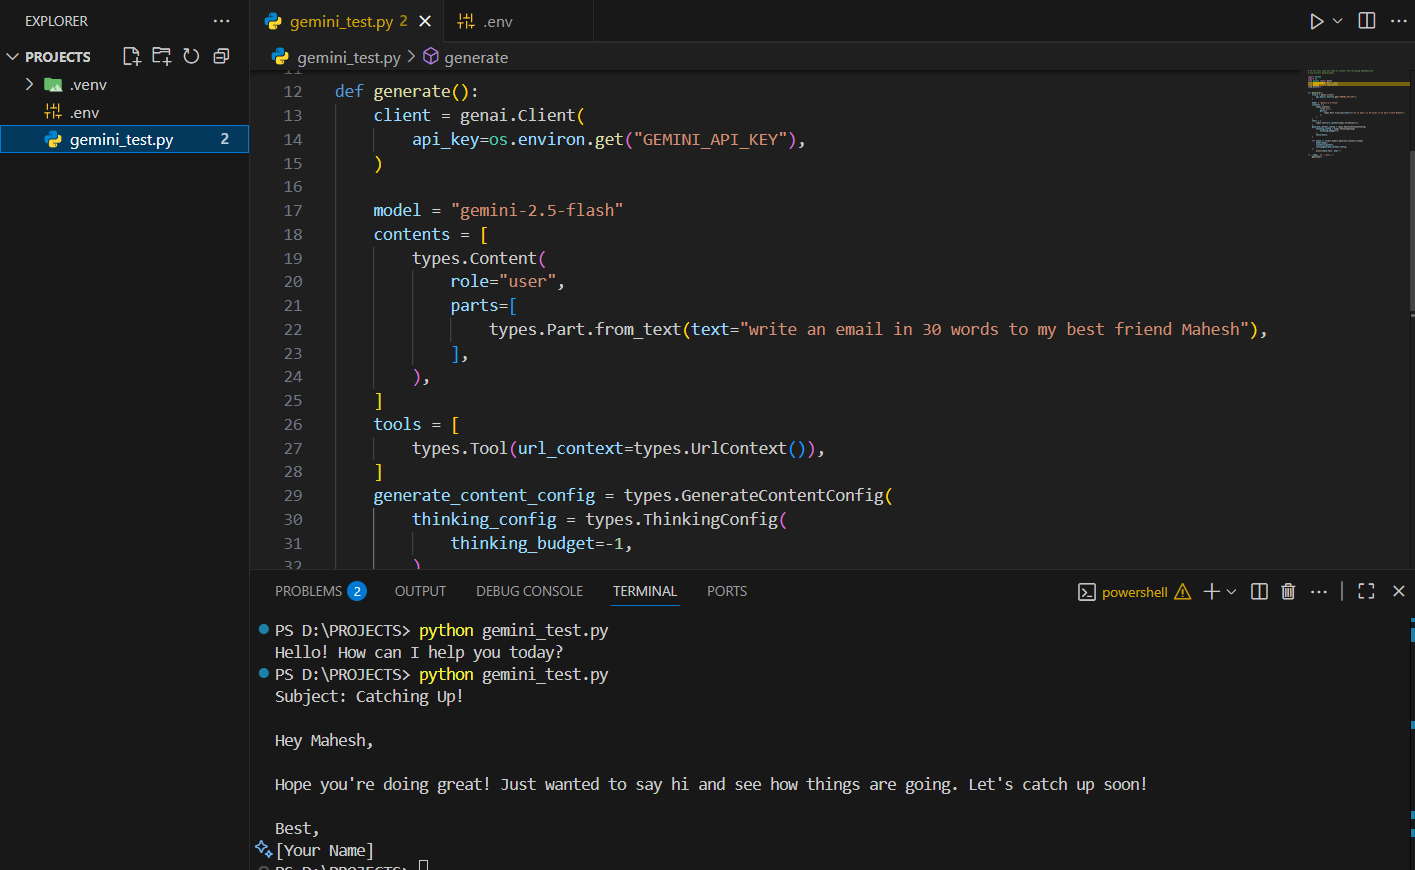 EXPLORER
PROJECTS
.venv
.env
gemini_test.py 2
gemini_test.py 2
.env
gemini_test.py > generate
11
12 def generate():
13 client = genai.Client(
14 api_key=os.environ.get("GEMINI_API_KEY"),
15 )
16
17 model = "gemini-2.5-flash"
18 contents = [
19 types.Content(
20 role="user",
21 parts=[
22 types.Part.from_text(text="write an email in 30 words to my best friend Mahesh"),
23 ],
24 ),
25 ]
26 tools = [
27 types.Tool(url_context=types.UrlContext()),
28 ]
29 generate_content_config = types.GenerateContentConfig(
30 thinking_config = types.ThinkingConfig(
31 thinking_budget=-1,
32 )
PROBLEMS 2 OUTPUT DEBUG CONSOLE TERMINAL PORTS
powershell
PS D:\PROJECTS> python gemini_test.py
Hello! How can I help you today?
PS D:\PROJECTS> python gemini_test.py
Subject: Catching Up!
Hey Mahesh,
Hope you're doing great! Just wanted to say hi and see how things are going. Let's catch up soon!
Best,
[Your Name]
PS D:\PROJECTS>